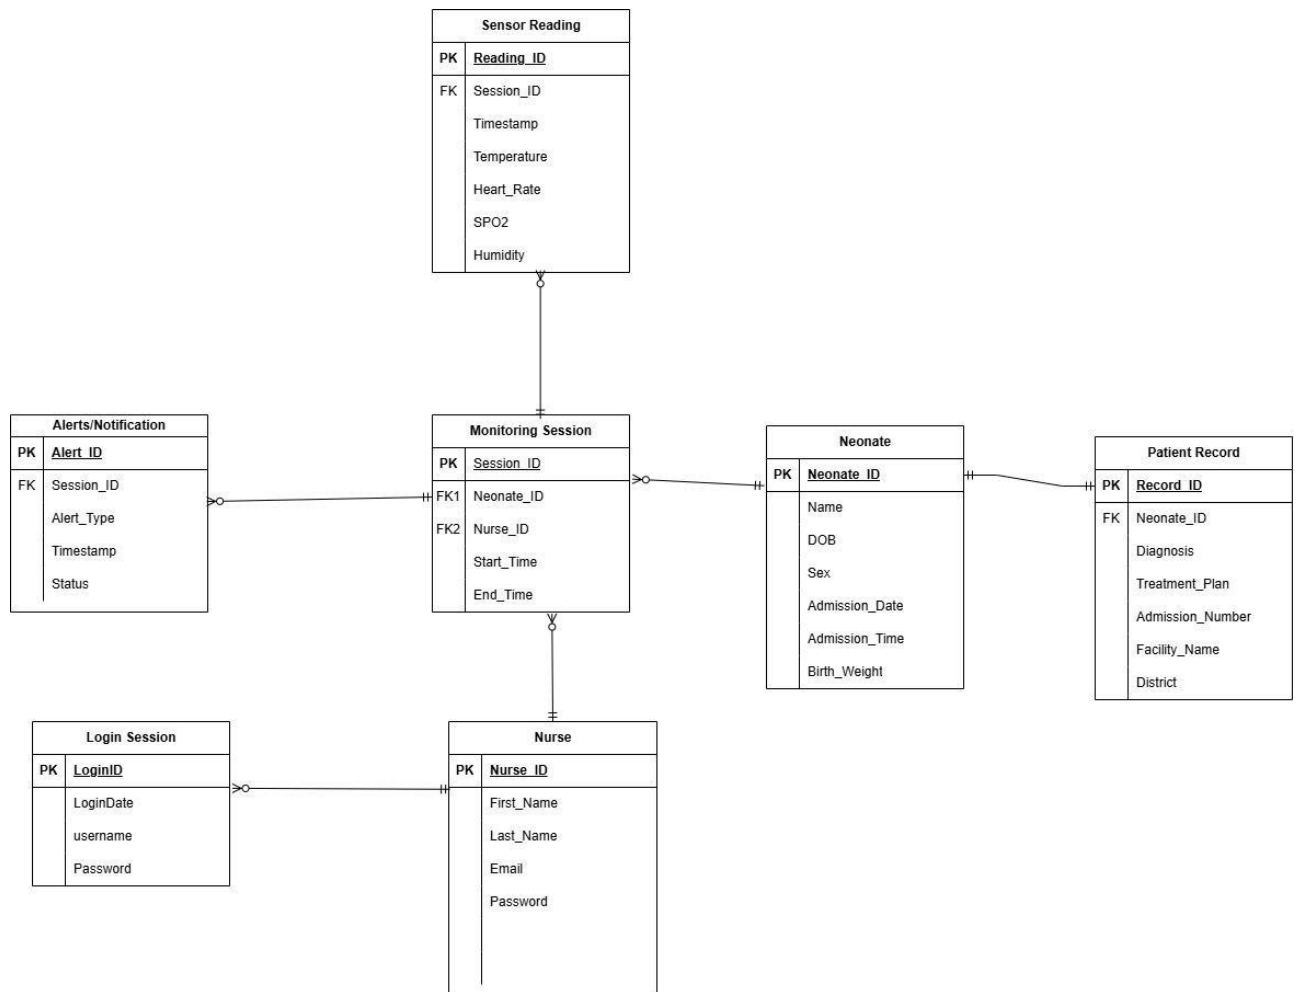 Sensor Reading
PK Reading_ID
FK Session_ID
Timestamp
Temperature
Heart_Rate
SPO2
Humidity
Alerts/Notification
PK Alert_ID
FK Session_ID
Alert_Type
Timestamp
Status
Monitoring Session
PK Session_ID
FK1 Neonate_ID
FK2 Nurse_ID
Start_Time
End_Time
Neonate
PK Neonate_ID
Name
DOB
Sex
Admission_Date
Admission_Time
Birth_Weight
Patient Record
PK Record_ID
FK Neonate_ID
Diagnosis
Treatment_Plan
Admission_Number
Facility_Name
District
Login Session
PK LoginID
LoginDate
username
Password
Nurse
PK Nurse_ID
First_Name
Last_Name
Email
Password